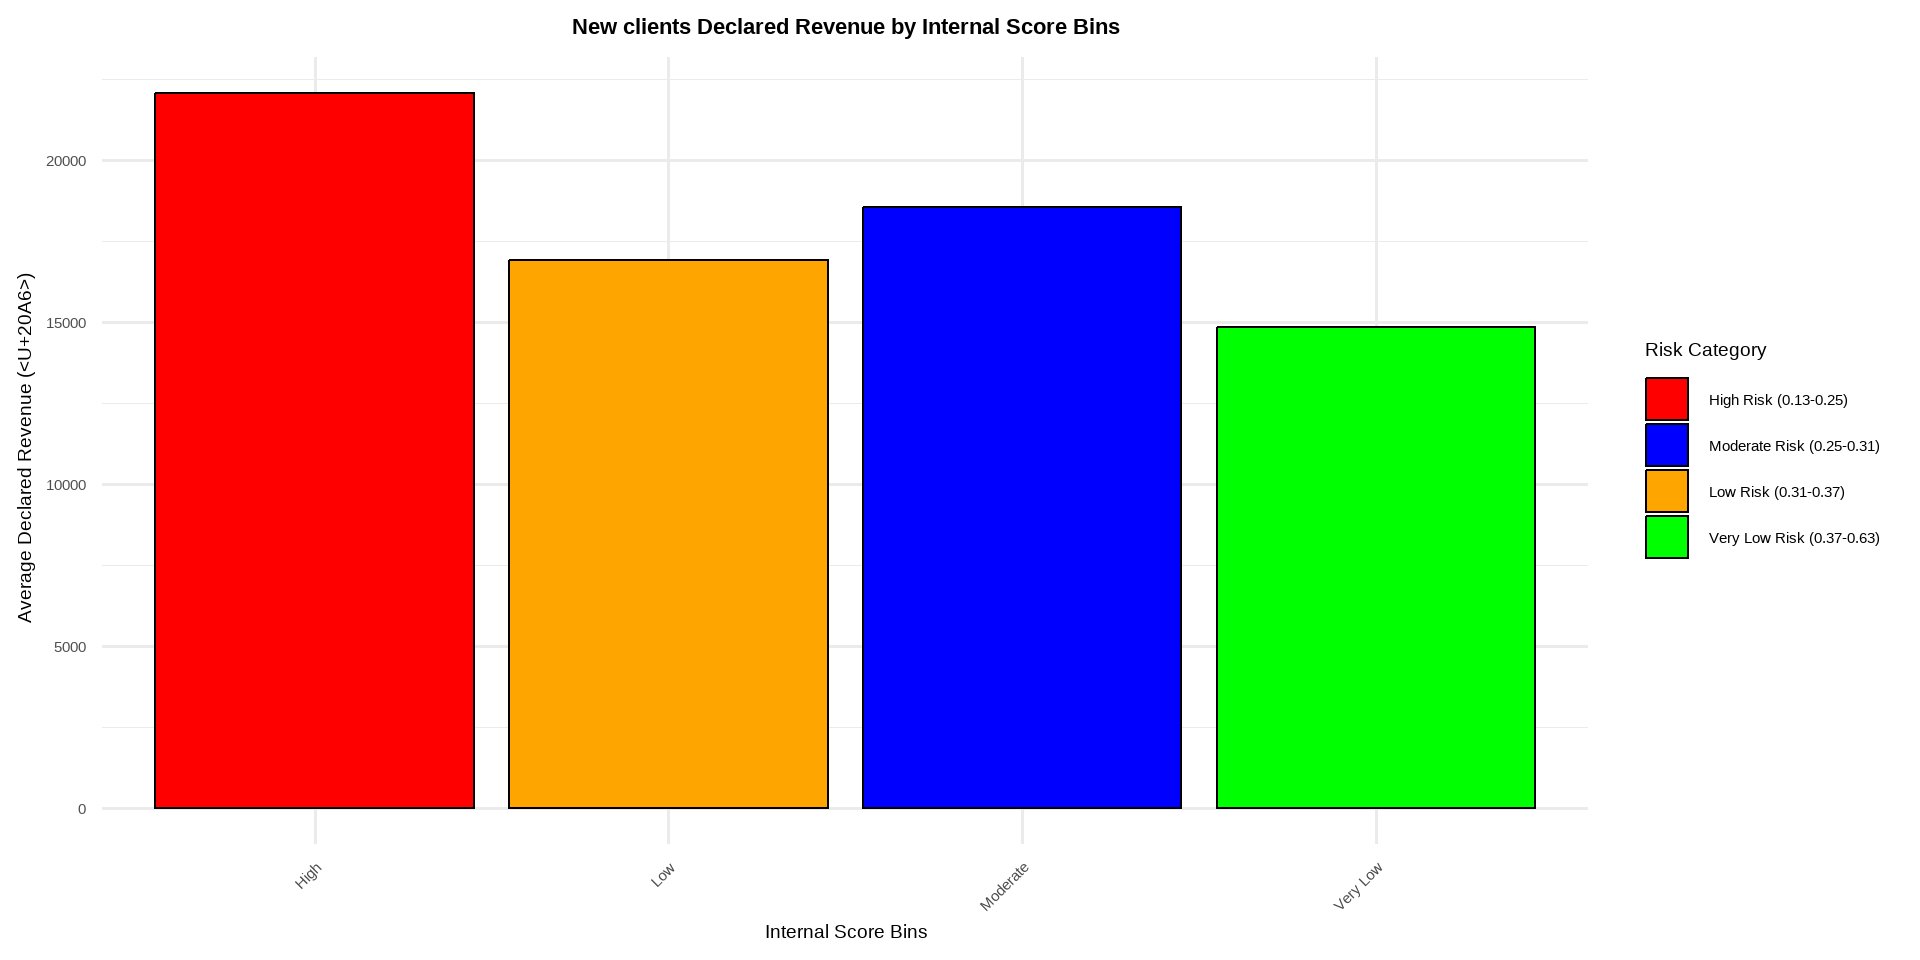 New clients Declared Revenue by Internal Score Bins
Average Declared Revenue (<U+20A6>)
20000
15000
10000
5000
0
High
Low
Moderate
Very Low
Internal Score Bins
Risk Category
High Risk (0.13-0.25)
Moderate Risk (0.25-0.31)
Low Risk (0.31-0.37)
Very Low Risk (0.37-0.63)